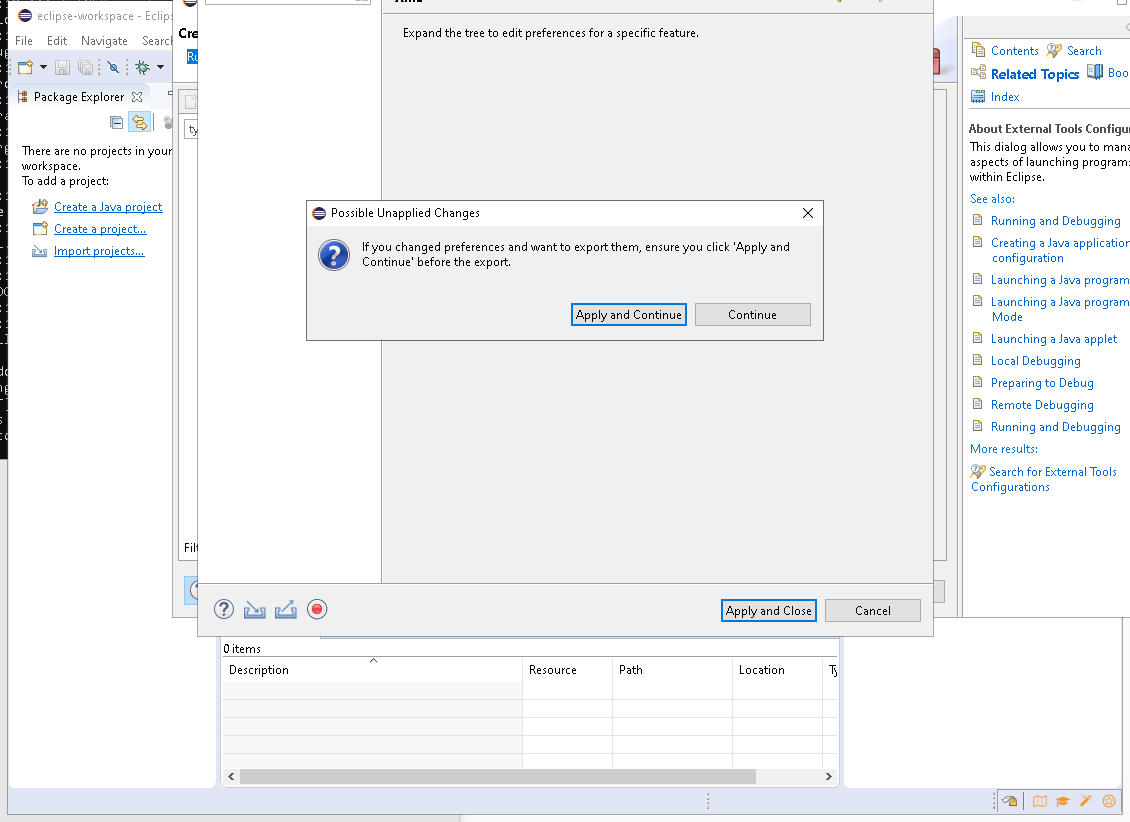 eclipse-workspace - Eclips
File Edit Navigate Search
Package Explorer
There are no projects in your
workspace.
To add a project:
Create a Java project
Create a project...
Import projects...
Cre
Ru
ty
Filt
Expand the tree to edit preferences for a specific feature.
Possible Unapplied Changes
If you changed preferences and want to export them, ensure you click 'Apply and
Continue' before the export.
Apply and Continue
Continue
Apply and Close
Cancel
0 items
Description Resource Path Location Ty
Contents Search
Related Topics Boo
Index
About External Tools Configu
This dialog allows you to mana
aspects of launching programs
within Eclipse.
See also:
Running and Debugging
Creating a Java application
configuration
Launching a Java program
Launching a Java program
Mode
Launching a Java applet
Local Debugging
Preparing to Debug
Remote Debugging
Running and Debugging
More results:
Search for External Tools
Configurations